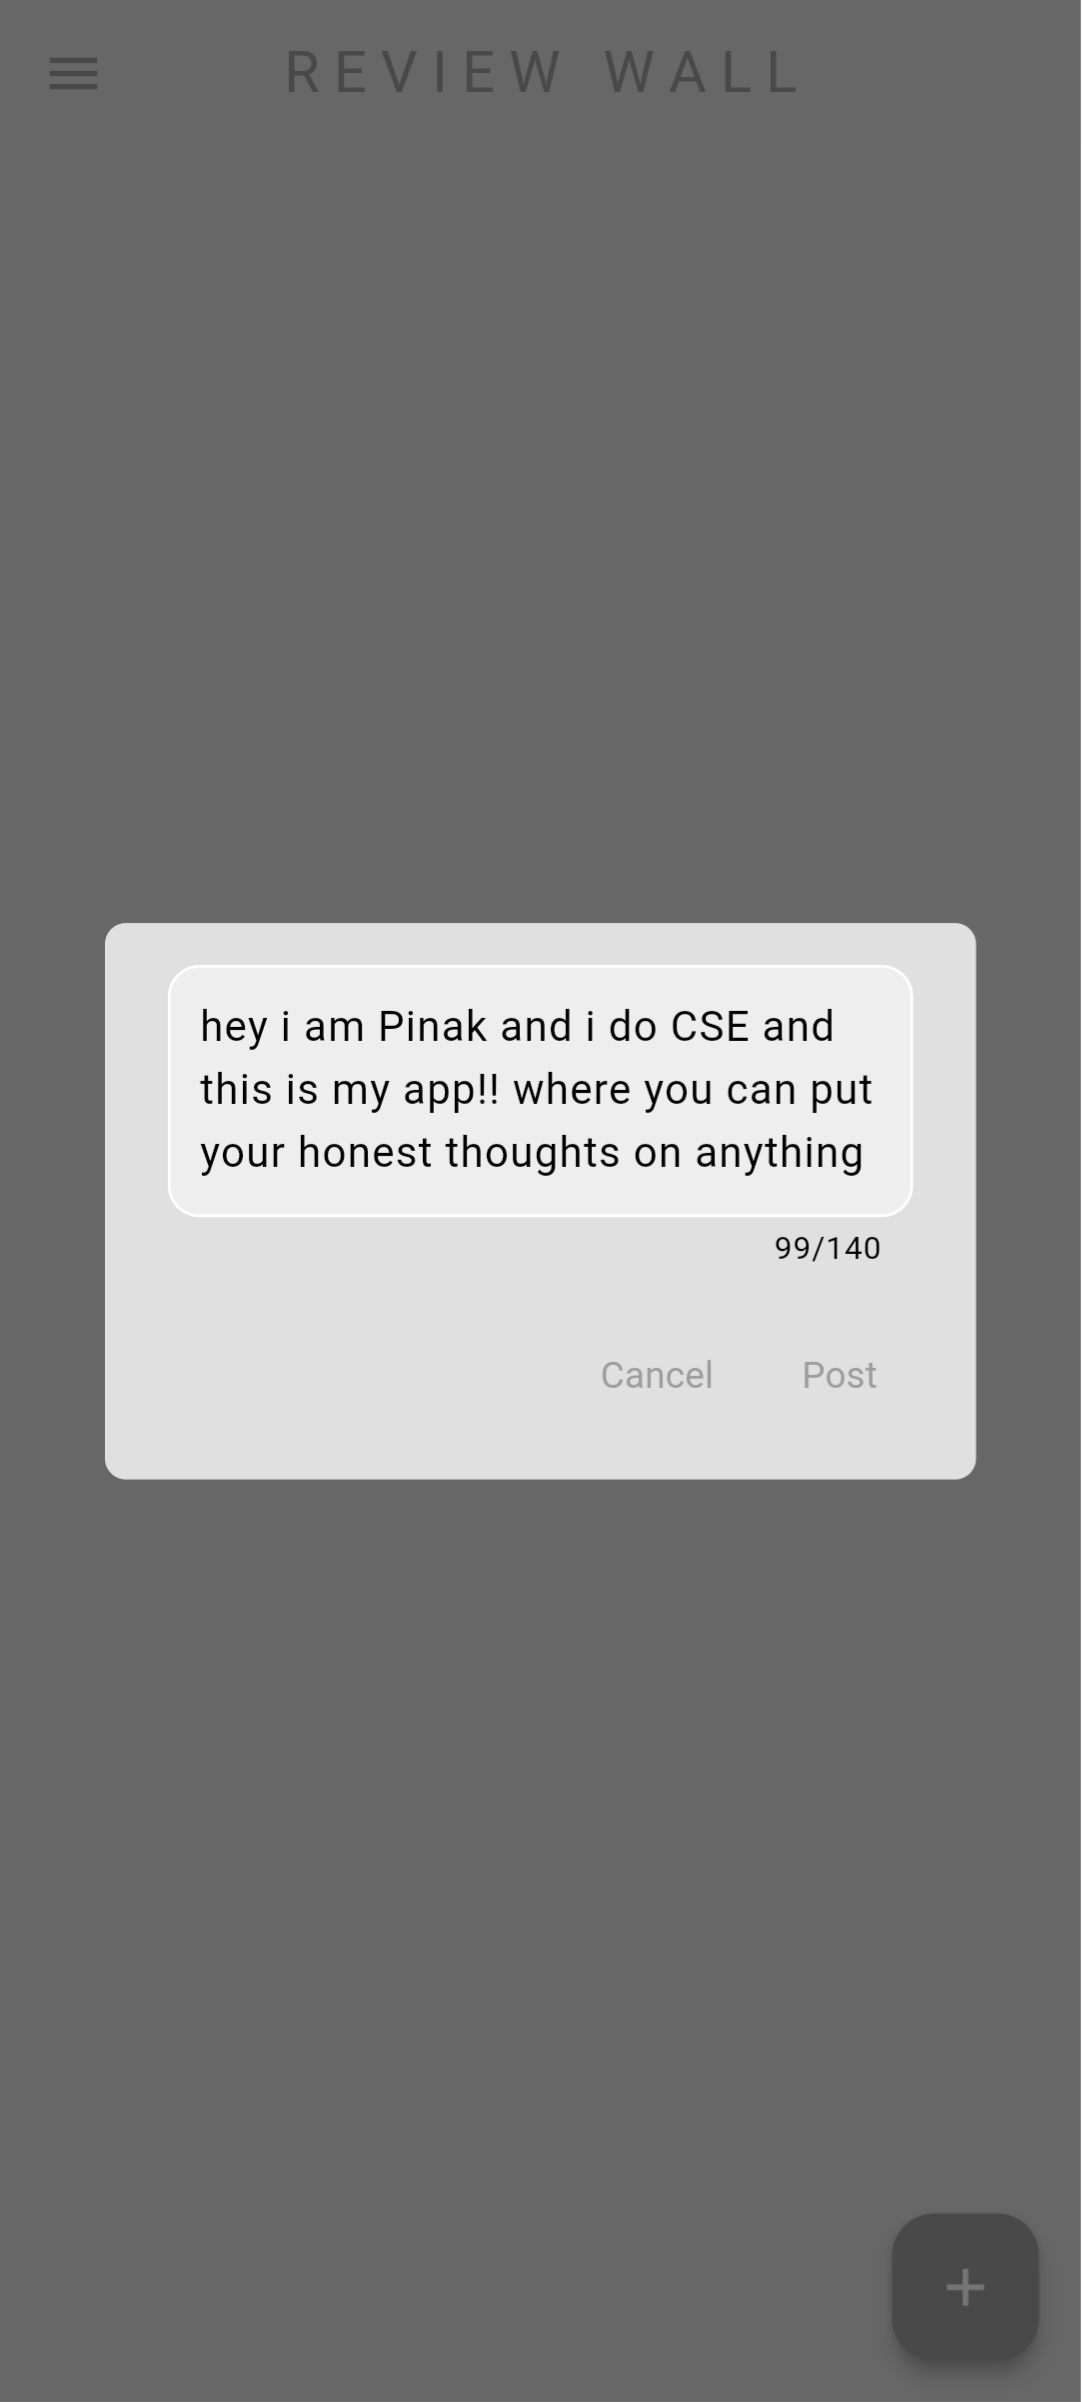 REVIEW WALL
hey i am Pinak and i do CSE and
this is my app!! where you can put
your honest thoughts on anything
99/140
Cancel Post